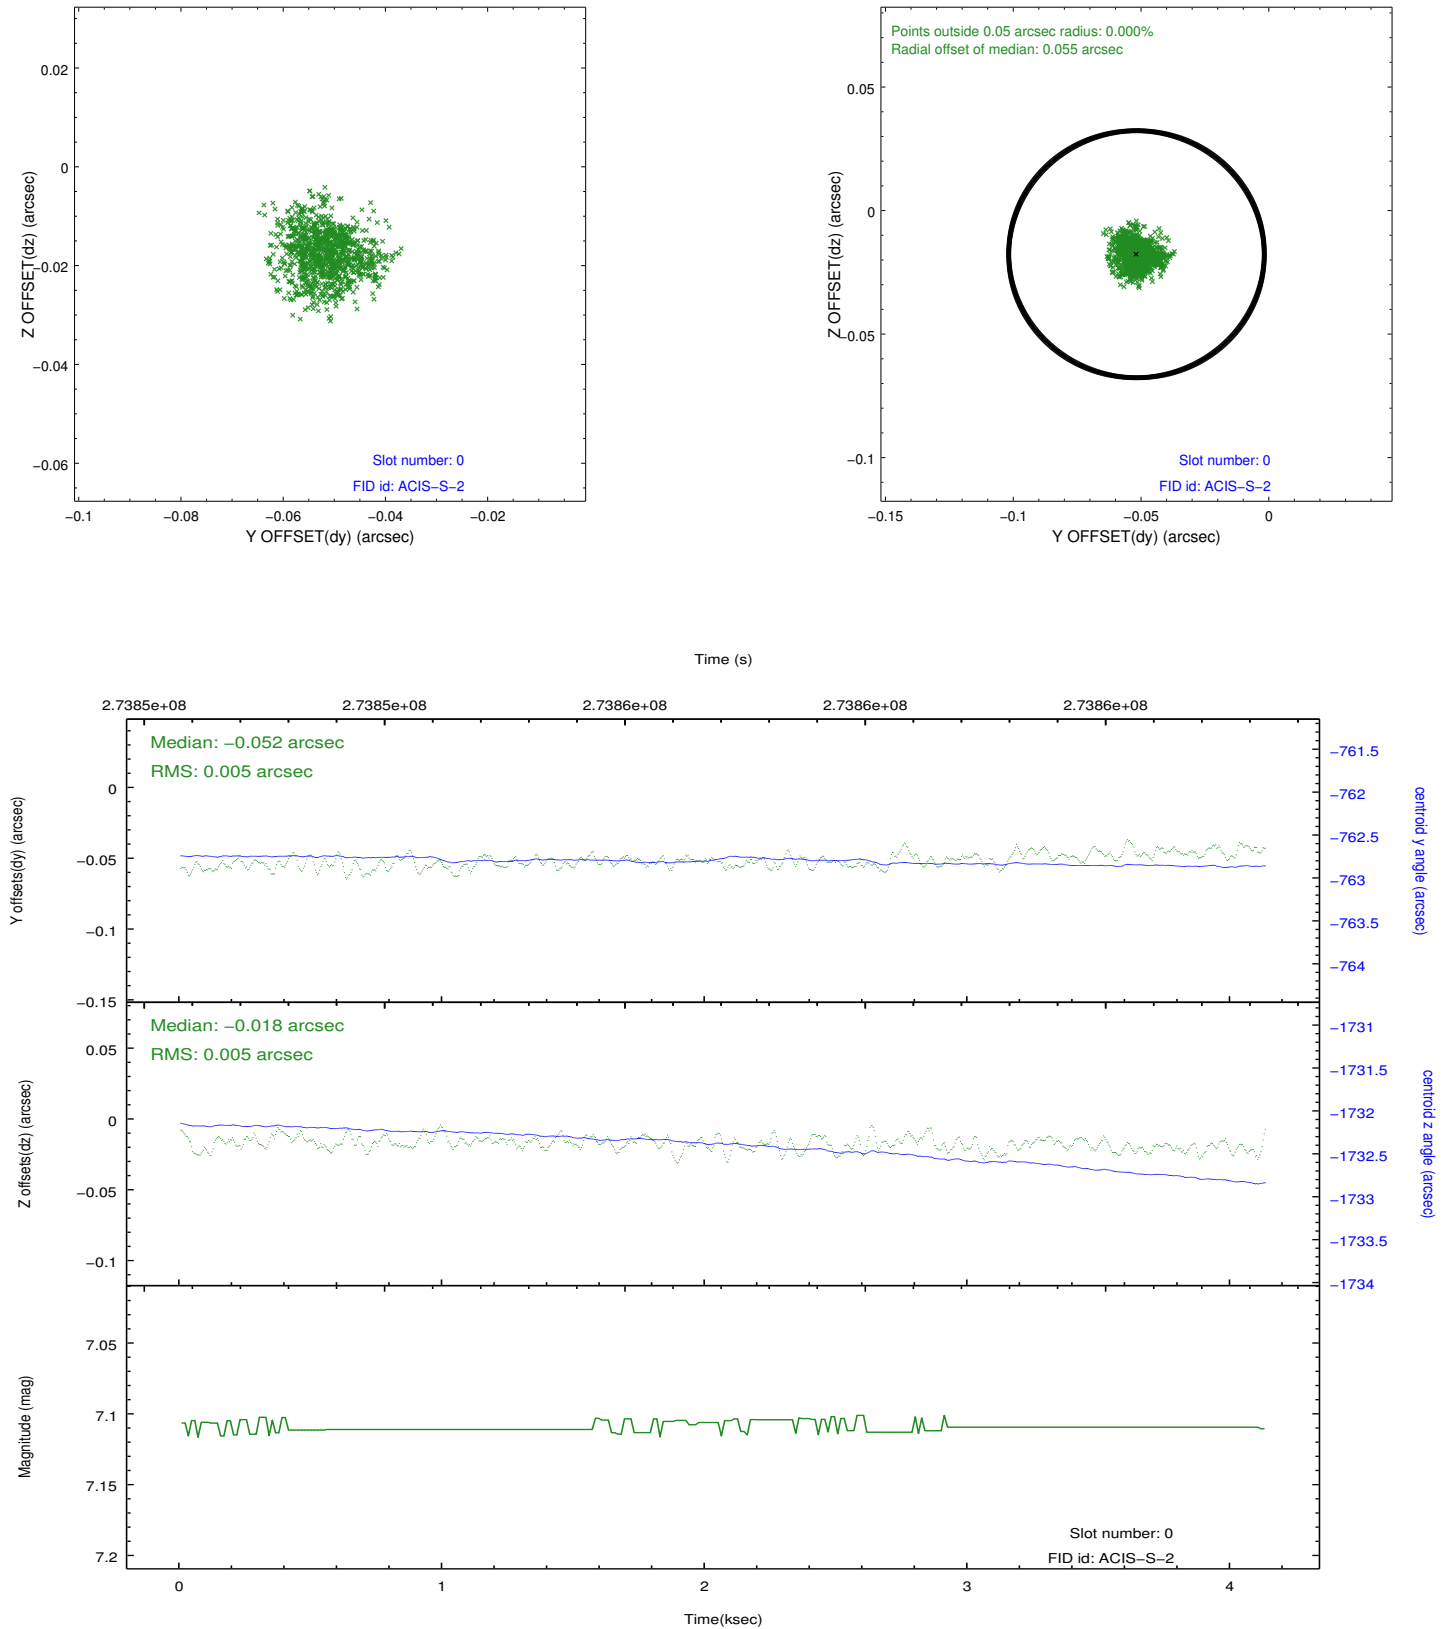 0.02
0
−0.02
−0.04
−0.06
Z OFFSET(dz) (arcsec)
Slot number: 0
FID id: ACIS−S−2
−0.1
−0.08
−0.06
−0.04
−0.02
Y OFFSET(dy) (arcsec)
Points outside 0.05 arcsec radius: 0.000%
Radial offset of median: 0.055 arcsec
0.05
0
−0.05
−0.1
Z OFFSET(dz) (arcsec)
Slot number: 0
FID id: ACIS−S−2
−0.15
−0.1
−0.05
0
Y OFFSET(dy) (arcsec)
Time (s)
2.7385e+08
2.7385e+08
2.7386e+08
2.7386e+08
2.7386e+08
Median: −0.052 arcsec
RMS: 0.005 arcsec
0
−0.05
−0.1
−0.15
Y offsets(dy) (arcsec)
−761.5
−762
−762.5
−763
−763.5
−764
centroid y angle (arcsec)
Median: −0.018 arcsec
RMS: 0.005 arcsec
0.05
0
−0.05
−0.1
Z offsets(dz) (arcsec)
−1731
−1731.5
−1732
−1732.5
−1733
−1733.5
−1734
centroid z angle (arcsec)
7.05
7.1
7.15
7.2
Magnitude (mag)
Slot number: 0
FID id: ACIS−S−2
0
1
2
3
4
Time(ksec)